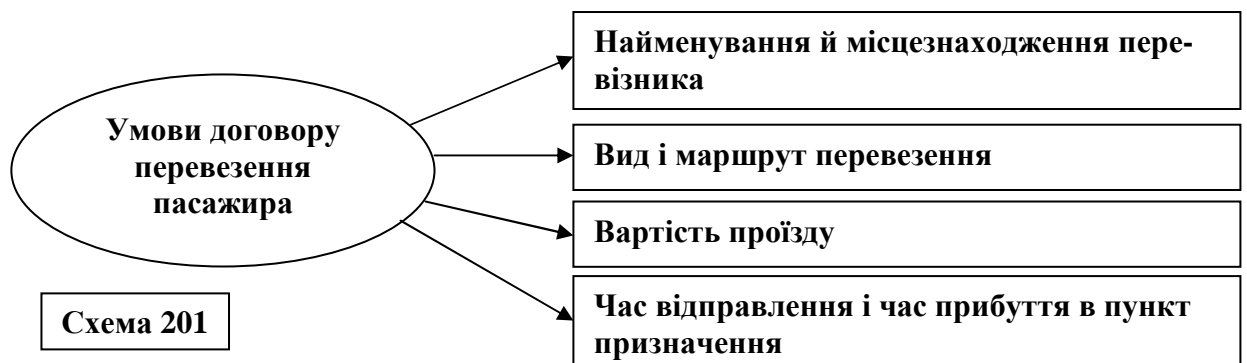 Умови договору
перевезення
пасажира
Найменування й місцезнаходження пере-
візника
Вид і маршрут перевезення
Вартість проїзду
Час відправлення і час прибуття в пункт
призначення
Схема 201